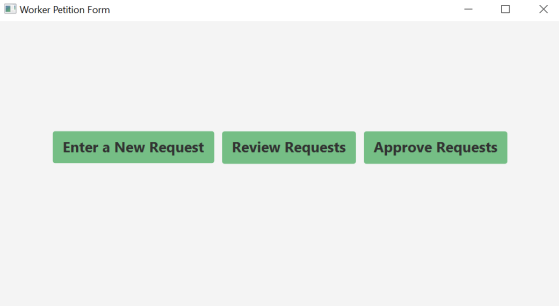 Worker Petition Form
Enter a New Request Review Requests Approve Requests